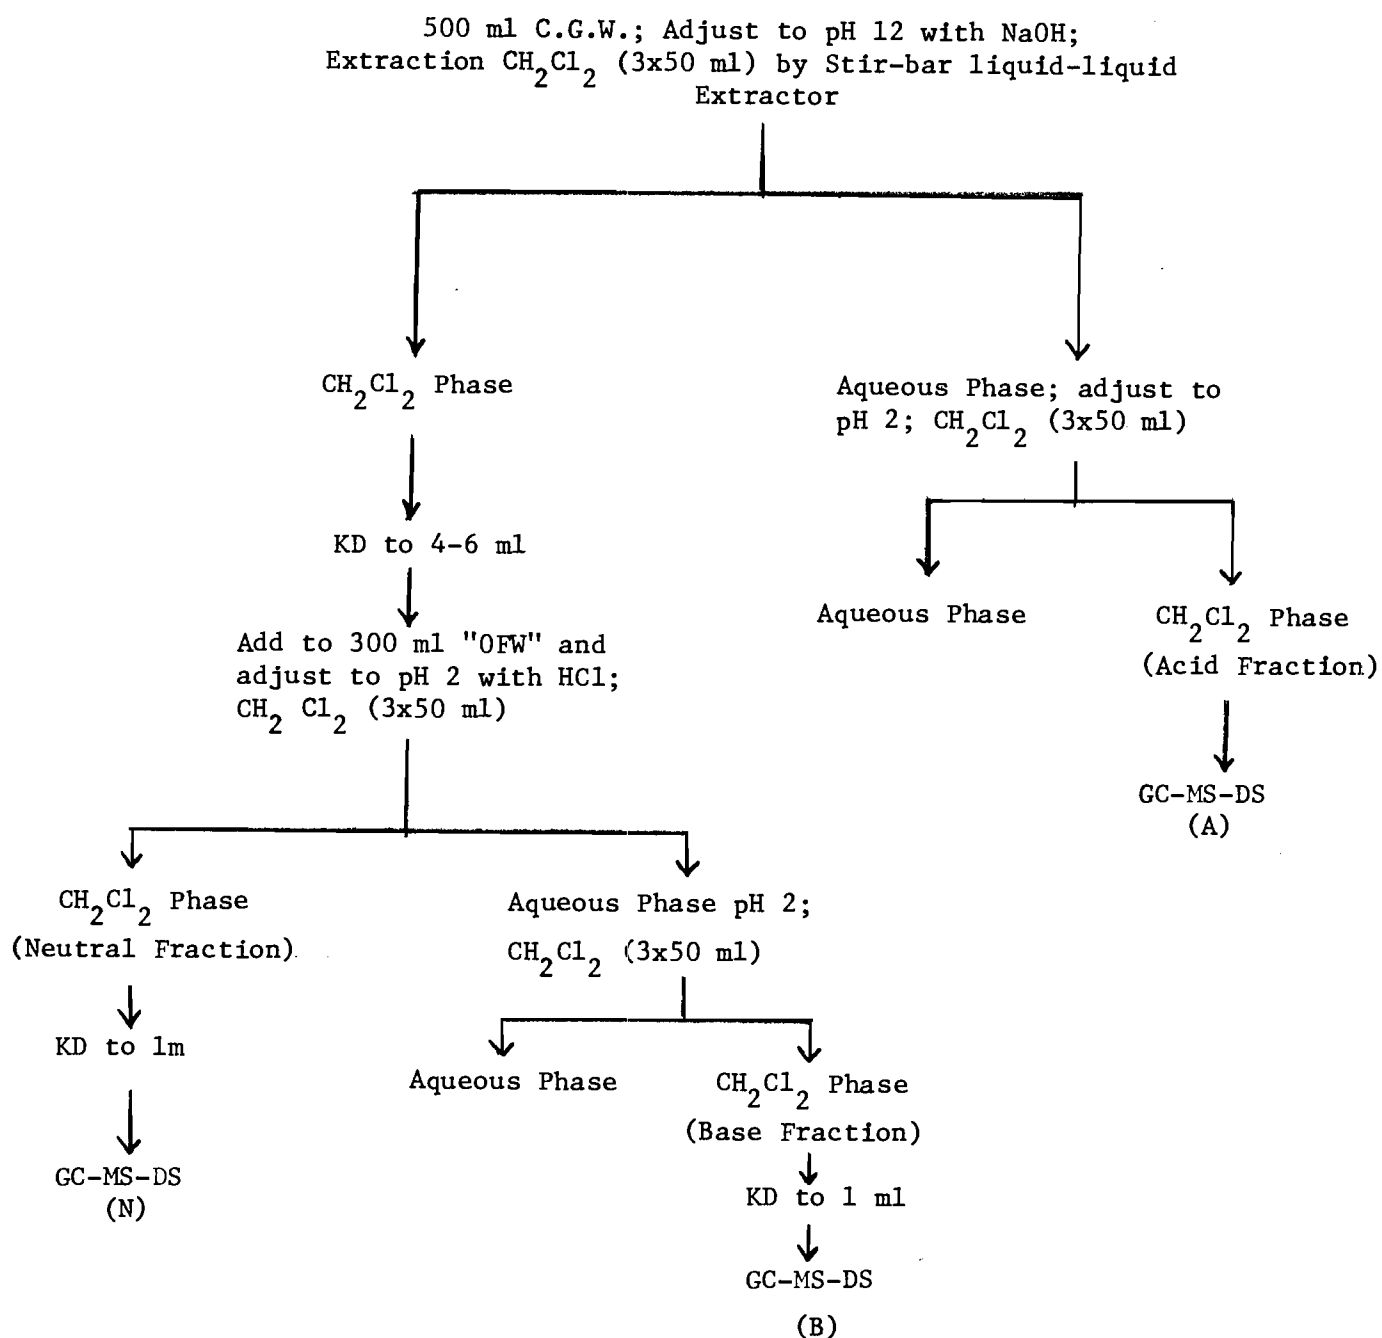 500 ml C.G.W.; Adjust to pH 12 with NaOH;
Extraction CH2Cl2 (3x50 ml) by Stir-bar liquid-liquid
Extractor
CH2Cl2 Phase
Aqueous Phase; adjust to
pH 2; CH2Cl2 (3x50 ml)
KD to 4-6 ml
Aqueous Phase
CH2Cl2 Phase
(Acid Fraction)
Add to 300 ml "OFW" and
adjust to pH 2 with HCl;
CH2 Cl2 (3x50 ml)
GC-MS-DS
(A)
CH2Cl2 Phase
(Neutral Fraction)
Aqueous Phase pH 2;
CH2Cl2 (3x50 ml)
KD to 1m
Aqueous Phase
CH2Cl2 Phase
(Base Fraction)
GC-MS-DS
(N)
KD to 1 ml
GC-MS-DS
(B)